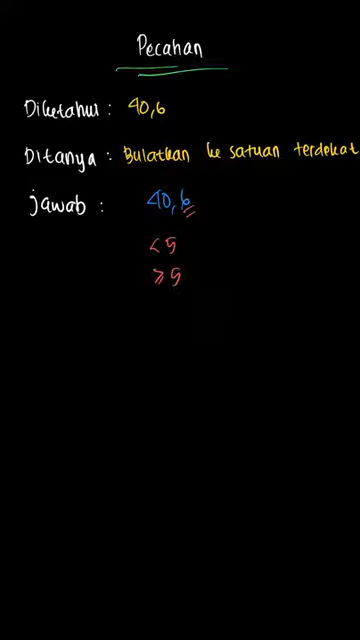 Pecahan
Diketahui : 40,6
Ditanya : Bulatkan ke satuan terdekat
jawab : 40,6
< 5
≥ 5